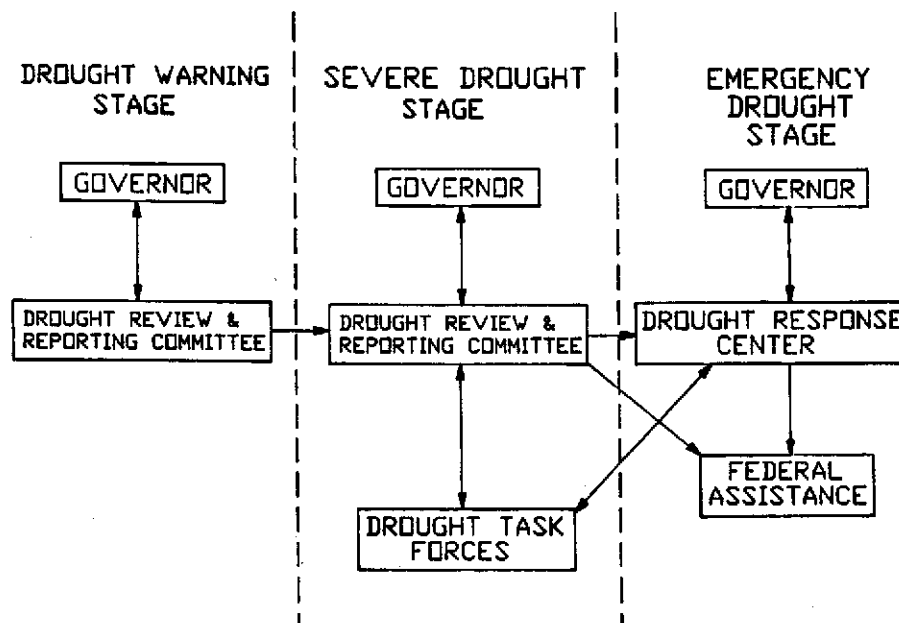 DROUGHT WARNING
STAGE
GOVERNOR
DROUGHT REVIEW &
REPORTING COMMITTEE
SEVERE DROUGHT
STAGE
GOVERNOR
DROUGHT REVIEW &
REPORTING COMMITTEE
DROUGHT TASK
FORCES
EMERGENCY
DROUGHT
STAGE
GOVERNOR
DROUGHT RESPONSE
CENTER
FEDERAL
ASSISTANCE